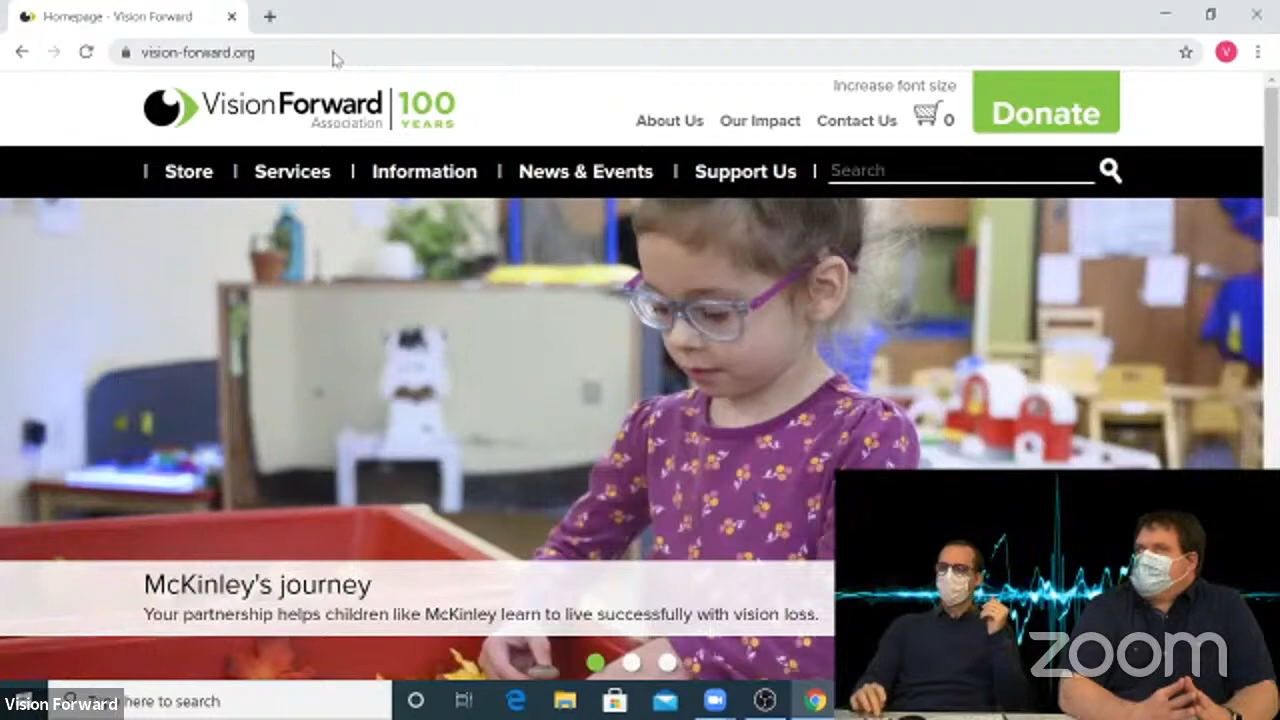 Homepage - Vision Forward
vision-forward.org
V
Increase font size
Vision Forward 100
Association YEARS
About Us Our Impact Contact Us 0 Donate
Store Services Information News & Events Support Us Search
McKinley's journey
Your partnership helps children like McKinley learn to live successfully with vision loss.
zoom
here to search
Vision Forward